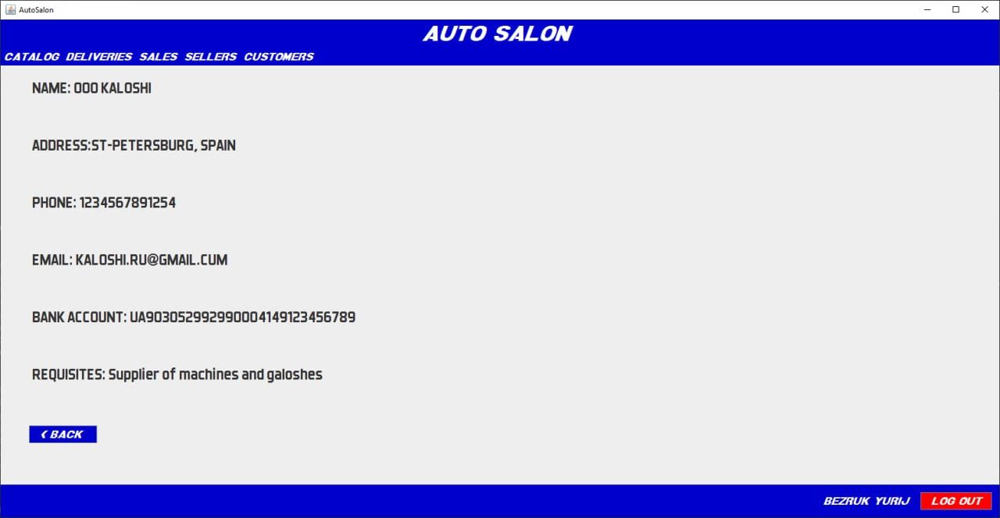 AutoSalon
AUTO SALON
CATALOG DELIVERIES SALES SELLERS CUSTOMERS
NAME: OOO KALOSHI
ADDRESS:ST-PETERSBURG, SPAIN
PHONE: 1234567891254
EMAIL: KALOSHI.RU@GMAIL.CUM
BANK ACCOUNT: UA903052992990004149123456789
REQUISITES: Supplier of machines and galoshes
< BACK
BEZRUK YURIJ LOG OUT